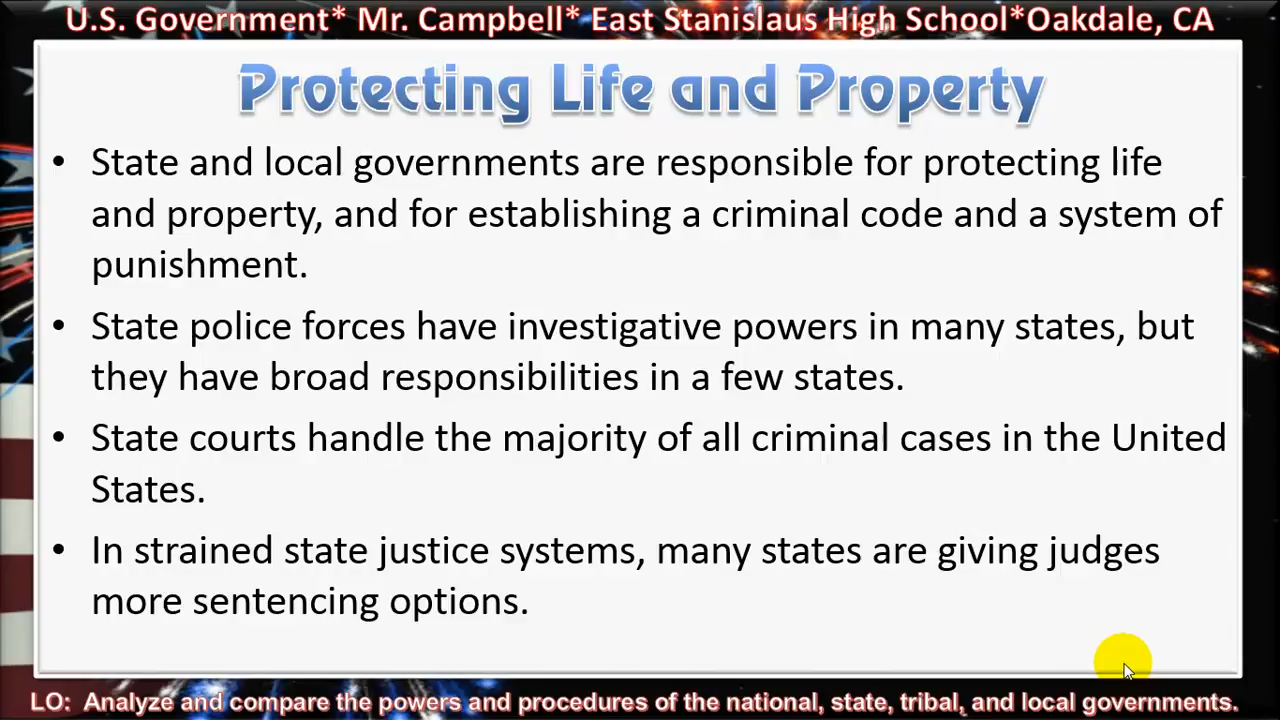 U.S. Government* Mr. Campbell* East Stanislaus High School*Oakdale, CA
Protecting Life and Property
• State and local governments are responsible for protecting life
and property, and for establishing a criminal code and a system of
punishment.
• State police forces have investigative powers in many states, but
they have broad responsibilities in a few states.
• State courts handle the majority of all criminal cases in the United
States.
• In strained state justice systems, many states are giving judges
more sentencing options.
LO: Analyze and compare the powers and procedures of the national, state, tribal, and local governments.